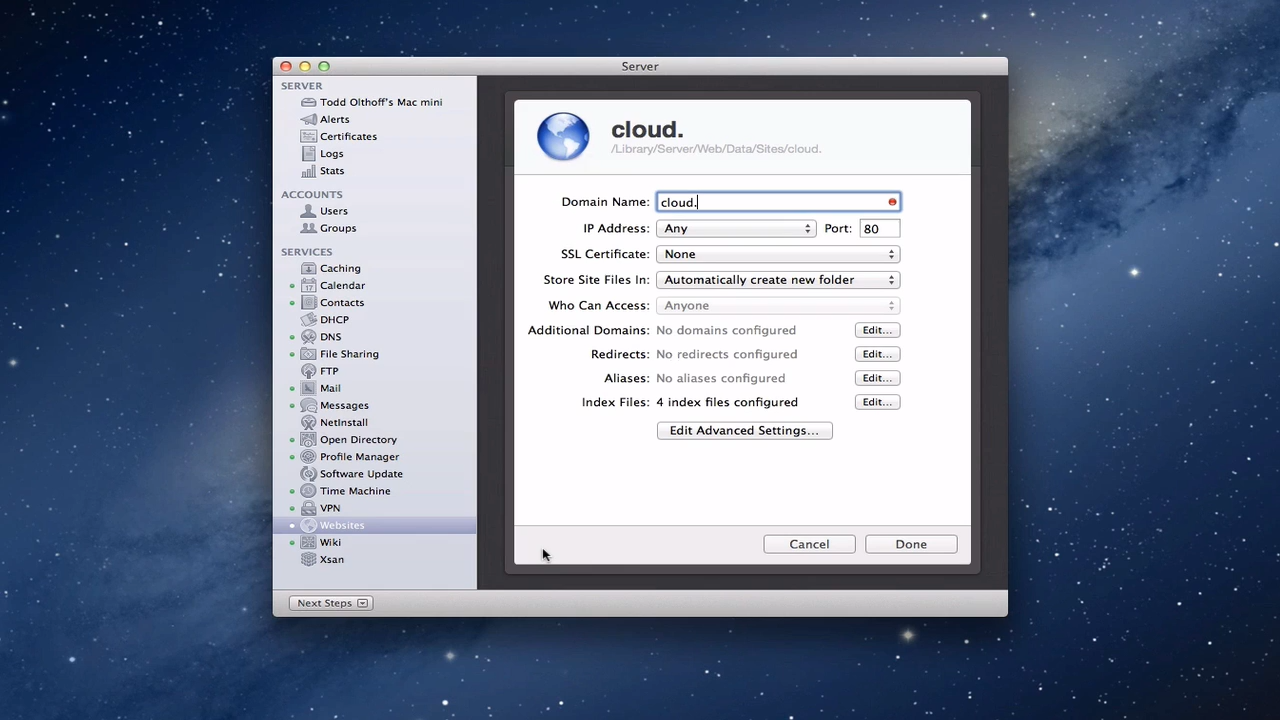 Server
SERVER
Todd Olthoff's Mac mini
Alerts
Certificates
Logs
Stats
ACCOUNTS
Users
Groups
SERVICES
Caching
Calendar
Contacts
DHCP
DNS
File Sharing
FTP
Mail
Messages
NetInstall
Open Directory
Profile Manager
Software Update
Time Machine
VPN
Websites
Wiki
Xsan
Next Steps
cloud.
/Library/Server/Web/Data/Sites/cloud.
Domain Name: cloud.
IP Address: Any Port: 80
SSL Certificate: None
Store Site Files In: Automatically create new folder
Who Can Access: Anyone
Additional Domains: No domains configured Edit...
Redirects: No redirects configured Edit...
Aliases: No aliases configured Edit...
Index Files: 4 index files configured Edit...
Edit Advanced Settings...
Cancel Done